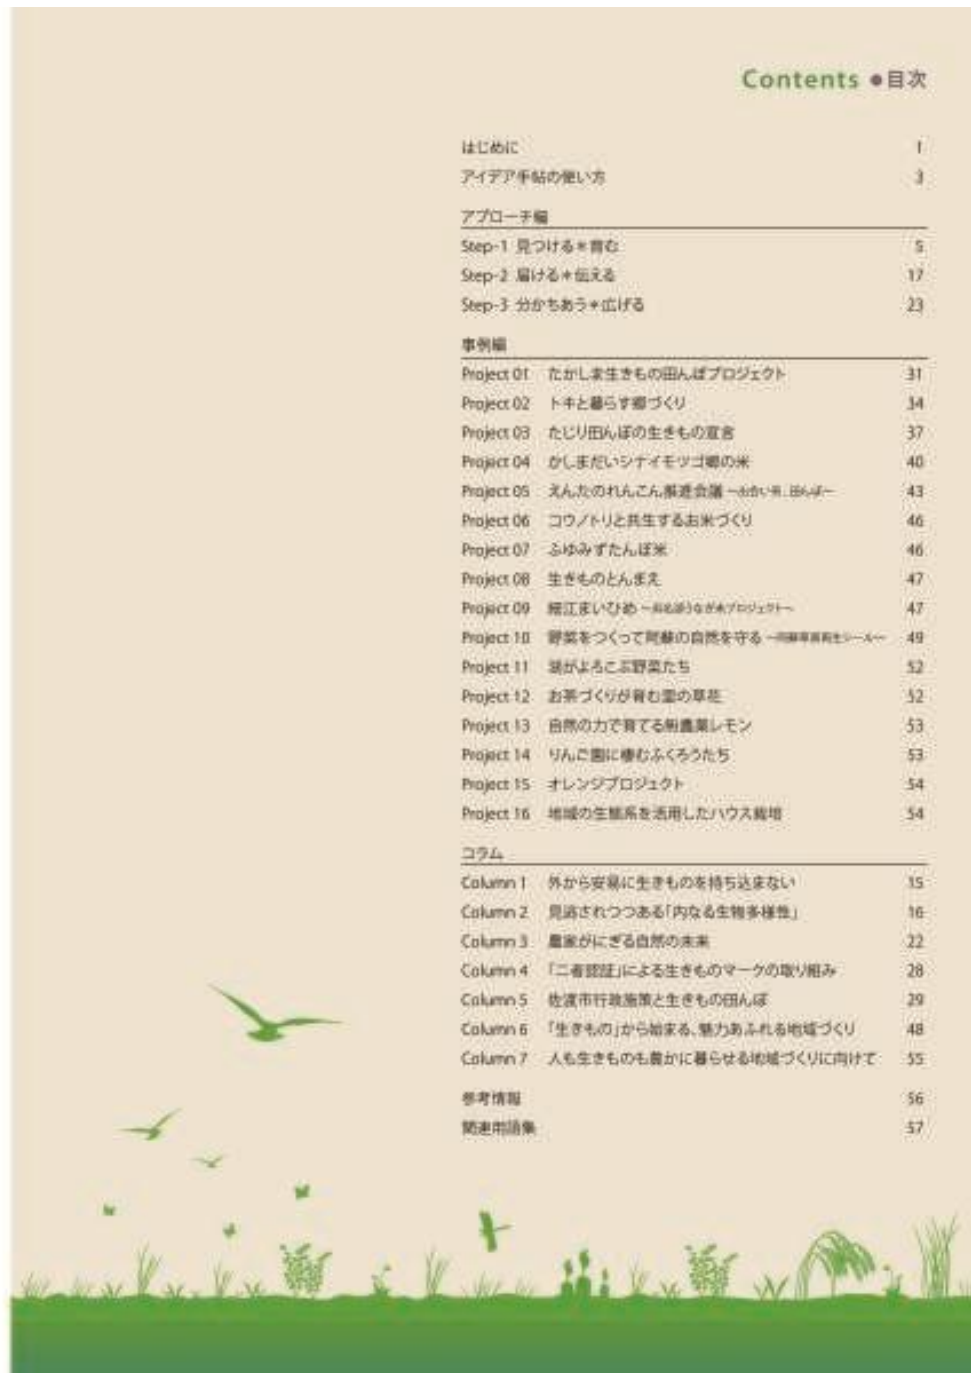 Contents ●目次
はじめに 1
アイデア手帖の使い方 3
アプローチ編
Step-1 見つける＊育む 5
Step-2 届ける＊伝える 17
Step-3 分かちあう＊広げる 23
事例編
Project 01 たかしま生きもの田んぼプロジェクト 31
Project 02 トキと暮らす郷づくり 34
Project 03 たじり田んぼの生きもの宣言 37
Project 04 かしまだいシナイモツゴ郷の米 40
Project 05 えんたのれんこん推進会議 43
Project 06 コウノトリと共生するお米づくり 46
Project 07 ふゆみずたんぼ米 46
Project 08 生きものとんまえ 47
Project 09 細江まいひめ 47
Project 10 野菜をつくって阿蘇の自然を守る ～阿蘇草原再生シール～ 49
Project 11 湖がよろこぶ野菜たち 52
Project 12 お茶づくりが育む里の草花 52
Project 13 自然の力で育てる無農薬レモン 53
Project 14 りんご園に棲むふくろうたち 53
Project 15 オレンジプロジェクト 54
Project 16 地域の生態系を活用したハウス栽培 54
コラム
Column 1 外から安易に生きものを持ち込まない 15
Column 2 見逃されつつある「内なる生物多様性」 16
Column 3 農家がにぎる自然の未来 22
Column 4 「二者認証」による生きものマークの取り組み 28
Column 5 佐渡市行政施策と生きもの田んぼ 29
Column 6 「生きもの」から始まる、魅力あふれる地域づくり 48
Column 7 人も生きものも豊かに暮らせる地域づくりに向けて 55
参考情報 56
関連用語集 57